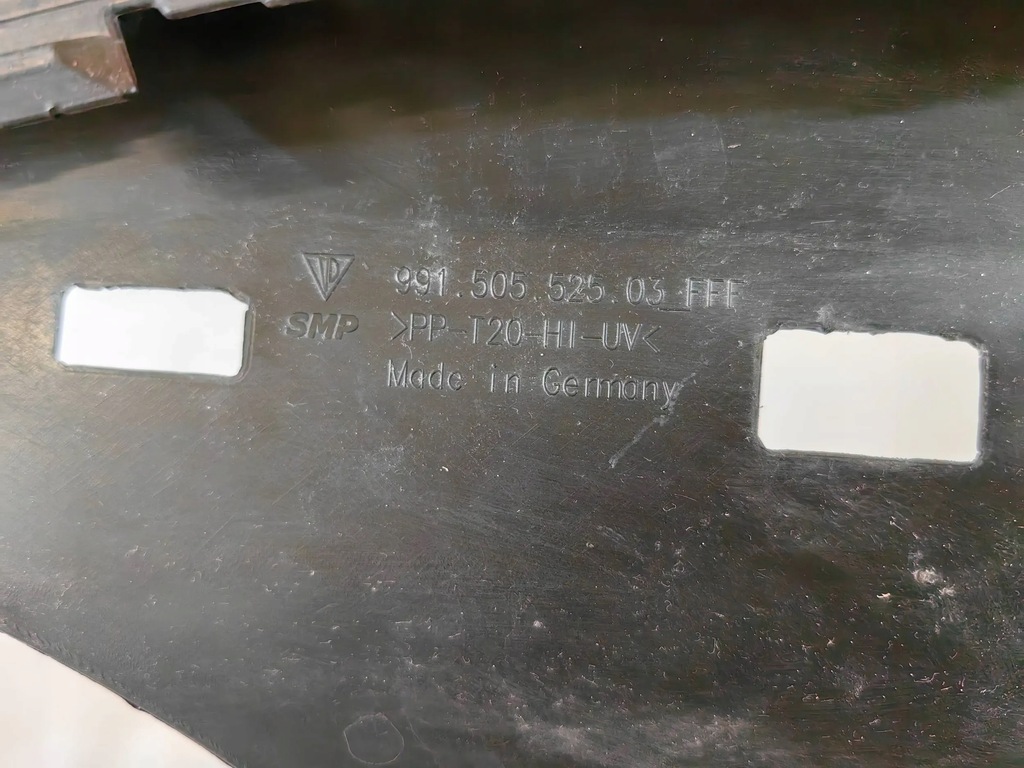 991.505 525.03_FFF
SMP >PP-T20-HI-UV<
Made in Germany